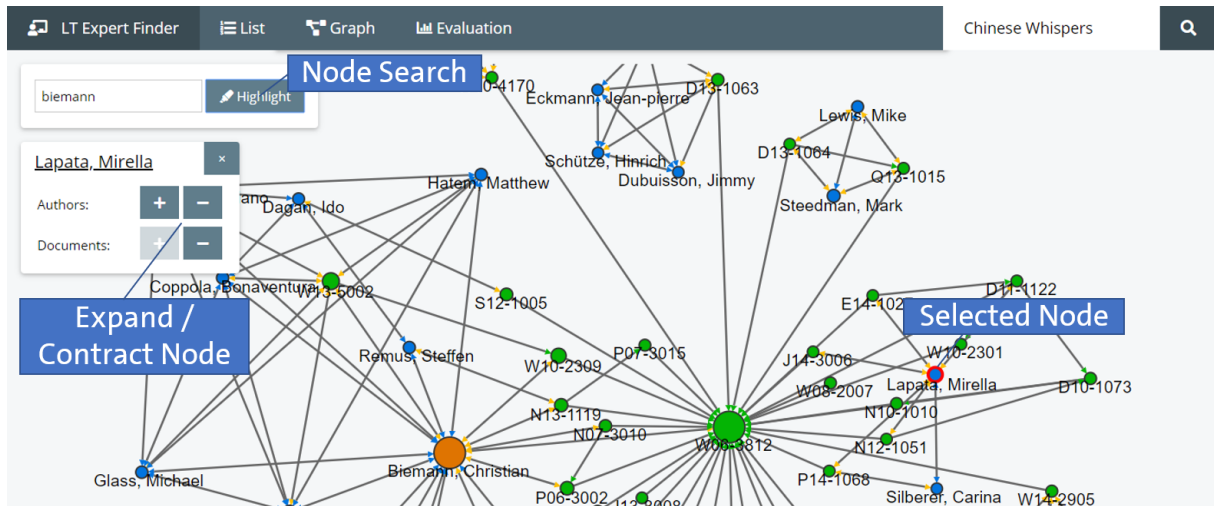 LT Expert Finder
List
Graph
Evaluation
Chinese Whispers
biemann
Highlight
Node Search
-4170
Eckmann, Jean-pierre
D13-1063
Lewis, Mike
Lapata, Mirella
×
Authors:
+
−
Documents:
+
−
Schütze, Hinrich
Dubuisson, Jimmy
D13-1064
Q13-1015
Steedman, Mark
Hatem, Matthew
Dagan, Ido
Coppola, Bonaventura
W13-5002
S12-1005
E14-102
D11-1122
Expand /
Contract Node
Selected Node
Remus, Steffen
W10-2309
P07-3015
J14-3006
W10-2301
W08-2007
Lapata, Mirella
D10-1073
N13-1119
N10-1010
N07-3010
W06-3812
N12-1051
Glass, Michael
Biemann, Christian
P14-1068
P06-3002
Silberer, Carina
W14-2905